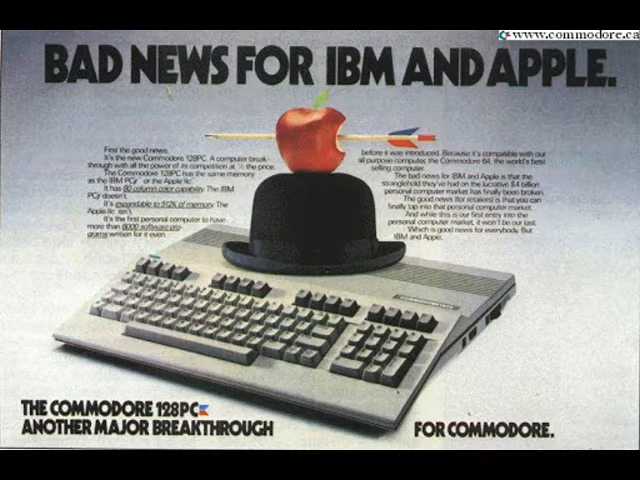 www.commodore.ca
BAD NEWS FOR IBM AND APPLE.
First the good news.
It's the new Commodore 128PC. A computer break-
through with all the power of its competition at ⅓ the price.
The Commodore 128PC has the same memory
as the IBM PCjr or the Apple IIc.
It has 80 column color capability. The IBM
PCjr doesn't.
It's expandable to 512K of memory. The
Apple IIc isn't.
It's the first personal computer to have
more than 6000 software pro-
grams written for it even
before it was introduced. Because it's compatible with our
all purpose computer, the Commodore 64, the world's best
selling computer.
The bad news for IBM and Apple is that the
stranglehold they've had on the lucrative $4 billion
personal computer market has finally been broken.
The good news (for retailers) is that you can
finally tap into that personal computer market.
And while this is our first entry into the
personal computer market, it won't be our last.
Which is good news for everybody. But
IBM and Apple.
THE COMMODORE 128PC
ANOTHER MAJOR BREAKTHROUGH FOR COMMODORE.